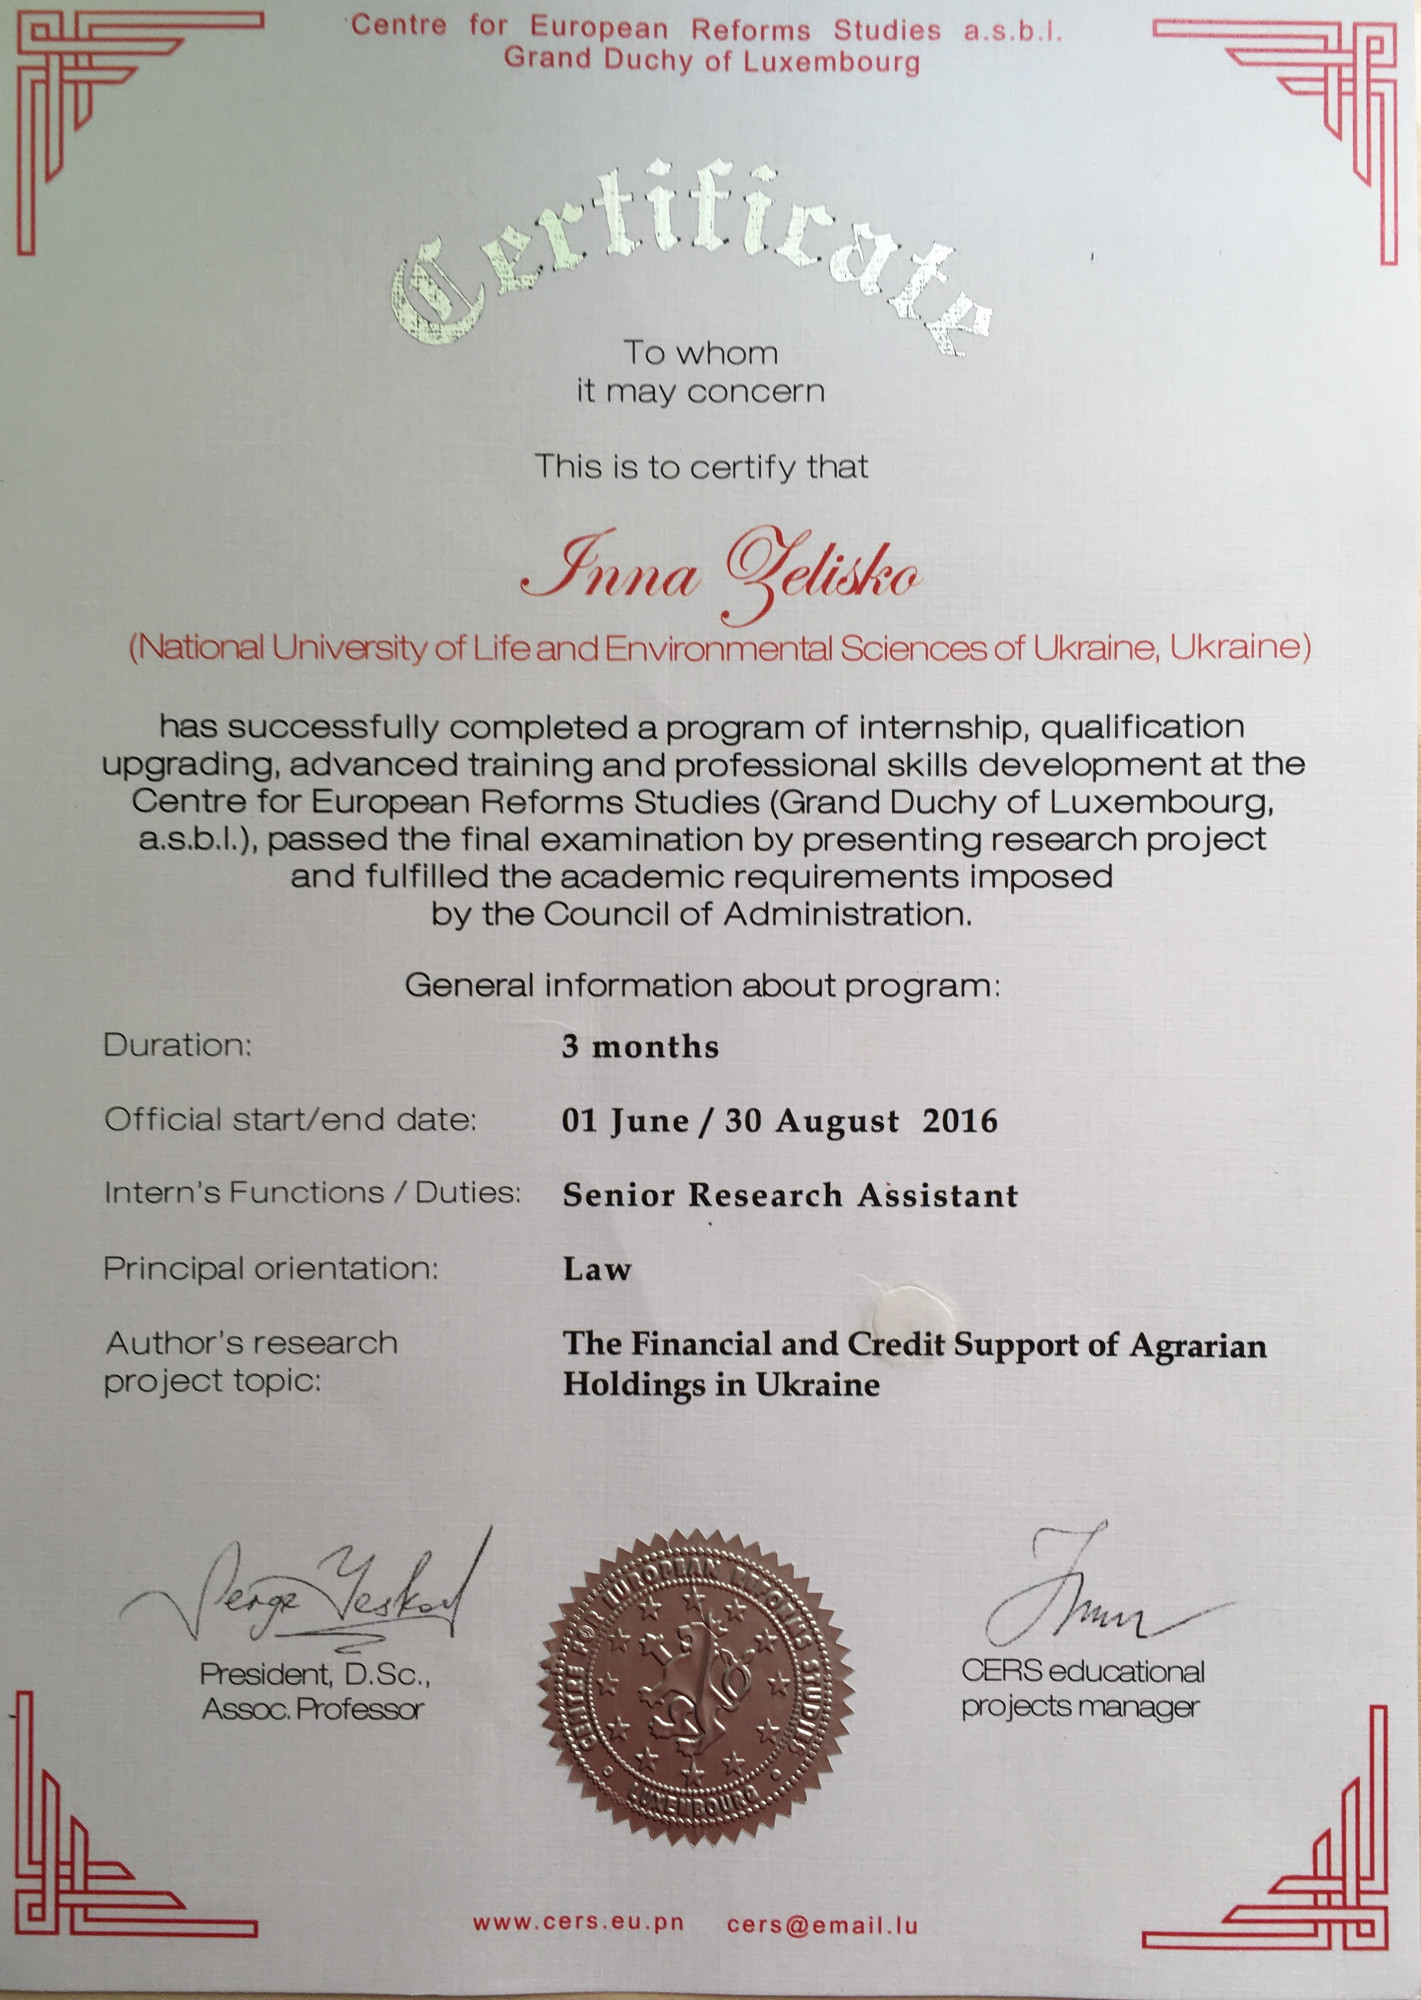 Centre for European Reforms Studies a.s.b.l.
Grand Duchy of Luxembourg
Certificate
To whom
it may concern
This is to certify that
Inna Zelisko
(National University of Life and Environmental Sciences of Ukraine, Ukraine)
has successfully completed a program of internship, qualification
upgrading, advanced training and professional skills development at the
Centre for European Reforms Studies (Grand Duchy of Luxembourg,
a.s.b.l.), passed the final examination by presenting research project
and fulfilled the academic requirements imposed
by the Council of Administration.
General information about program:
Duration: 3 months
Official start/end date: 01 June / 30 August 2016
Intern's Functions / Duties: Senior Research Assistant
Principal orientation: Law
Author's research The Financial and Credit Support of Agrarian
project topic: Holdings in Ukraine
President, D.Sc.,
Assoc. Professor
CENTRE FOR EUROPEAN REFORMS STUDIES
LUXEMBOURG
CERS educational
projects manager
www.cers.eu.pn cers@email.lu